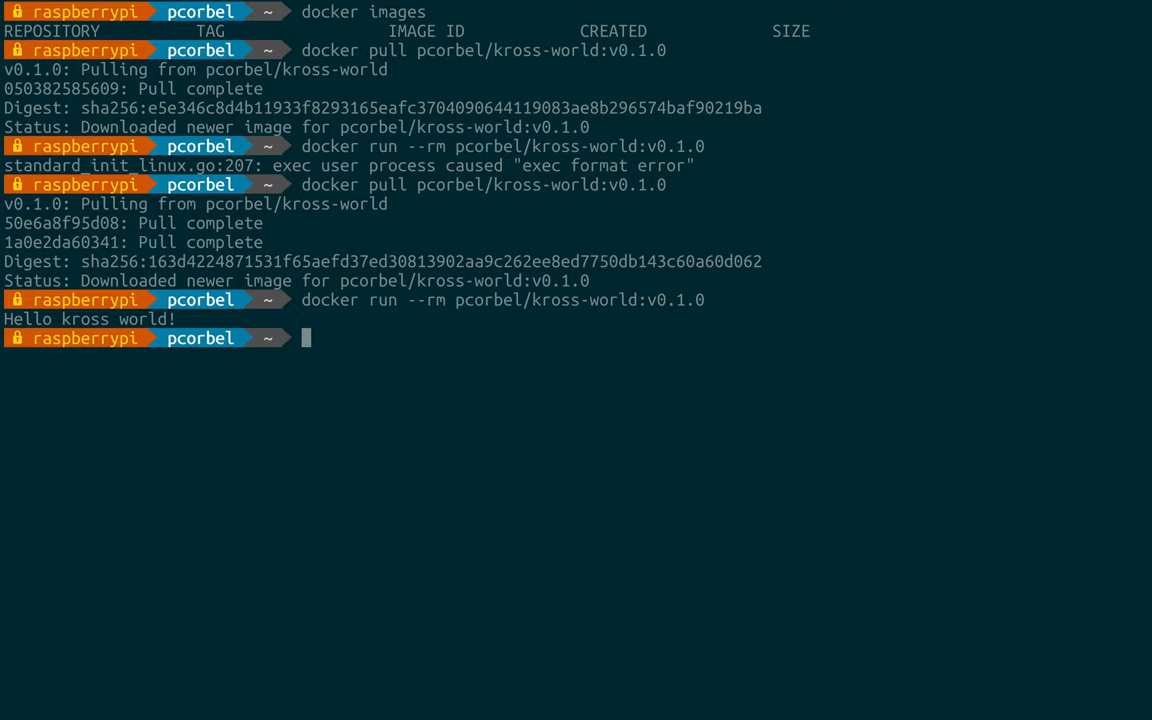 raspberrypi pcorbel ~ docker images
REPOSITORY TAG IMAGE ID CREATED SIZE
raspberrypi pcorbel ~ docker pull pcorbel/kross-world:v0.1.0
v0.1.0: Pulling from pcorbel/kross-world
050382585609: Pull complete
Digest: sha256:e5e346c8d4b11933f8293165eafc3704090644119083ae8b296574baf90219ba
Status: Downloaded newer image for pcorbel/kross-world:v0.1.0
raspberrypi pcorbel ~ docker run --rm pcorbel/kross-world:v0.1.0
standard_init_linux.go:207: exec user process caused "exec format error"
raspberrypi pcorbel ~ docker pull pcorbel/kross-world:v0.1.0
v0.1.0: Pulling from pcorbel/kross-world
50e6a8f95d08: Pull complete
1a0e2da60341: Pull complete
Digest: sha256:163d4224871531f65aefd37ed30813902aa9c262ee8ed7750db143c60a60d062
Status: Downloaded newer image for pcorbel/kross-world:v0.1.0
raspberrypi pcorbel ~ docker run --rm pcorbel/kross-world:v0.1.0
Hello kross world!
raspberrypi pcorbel ~